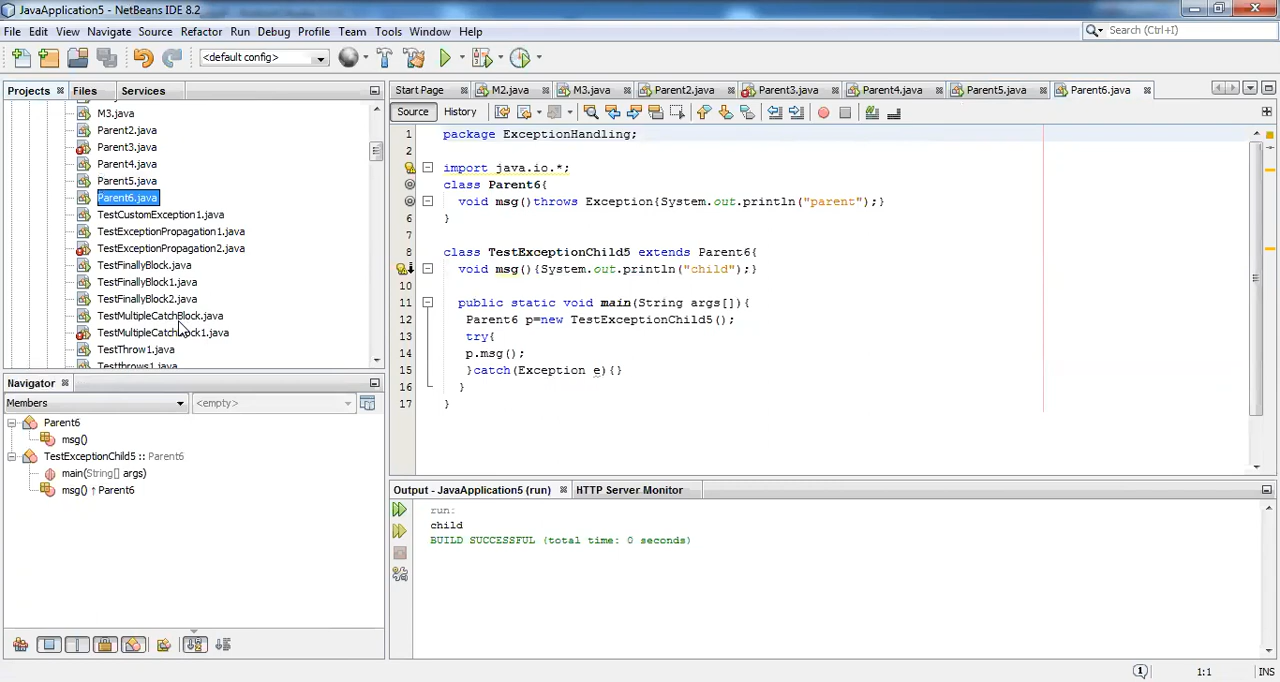 JavaApplication5 - NetBeans IDE 8.2
File Edit View Navigate Source Refactor Run Debug Profile Team Tools Window Help
Search (Ctrl+I)
<default config>
Projects Files Services
M3.java
Parent2.java
Parent3.java
Parent4.java
Parent5.java
Parent6.java
TestCustomException1.java
TestExceptionPropagation1.java
TestExceptionPropagation2.java
TestFinallyBlock.java
TestFinallyBlock1.java
TestFinallyBlock2.java
TestMultipleCatchBlock.java
TestMultipleCatchBlock1.java
TestThrow1.java
Testthrows1.java
Navigator
Members <empty>
Parent6
msg()
TestExceptionChild5 :: Parent6
main(String[] args)
msg() ↑ Parent6
Start Page M2.java M3.java Parent2.java Parent3.java Parent4.java Parent5.java Parent6.java
Source History
1 package ExceptionHandling;
2
3 import java.io.*;
4 class Parent6{
5 void msg()throws Exception{System.out.println("parent");}
6 }
7
8 class TestExceptionChild5 extends Parent6{
void msg(){System.out.println("child");}
10
11 public static void main(String args[]){
12 Parent6 p=new TestExceptionChild5();
13 try{
14 p.msg();
15 }catch(Exception e){}
16 }
17 }
Output - JavaApplication5 (run) HTTP Server Monitor
run:
child
BUILD SUCCESSFUL (total time: 0 seconds)
1 1:1 INS